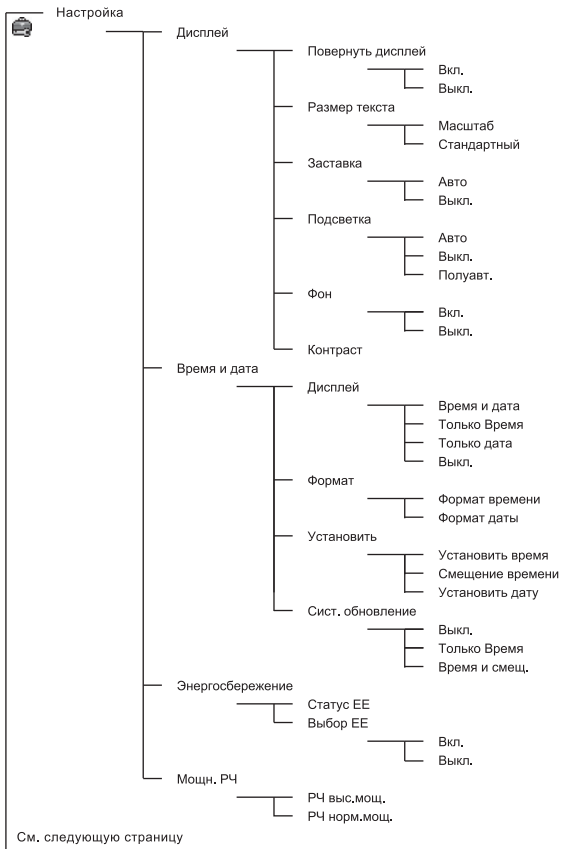 Настройка
Дисплей
Повернуть дисплей
Вкл.
Выкл.
Размер текста
Масштаб
Стандартный
Заставка
Авто
Выкл.
Подсветка
Авто
Выкл.
Полуавт.
Фон
Вкл.
Выкл.
Контраст
Время и дата
Дисплей
Время и дата
Только Время
Только дата
Выкл.
Формат
Формат времени
Формат даты
Установить
Установить время
Смещение времени
Установить дату
Сист. обновление
Выкл.
Только Время
Время и смещ.
Энергосбережение
Статус ЕЕ
Выбор ЕЕ
Вкл.
Выкл.
Мощн. РЧ
РЧ выс.мощ.
РЧ норм.мощ.
См. следующую страницу